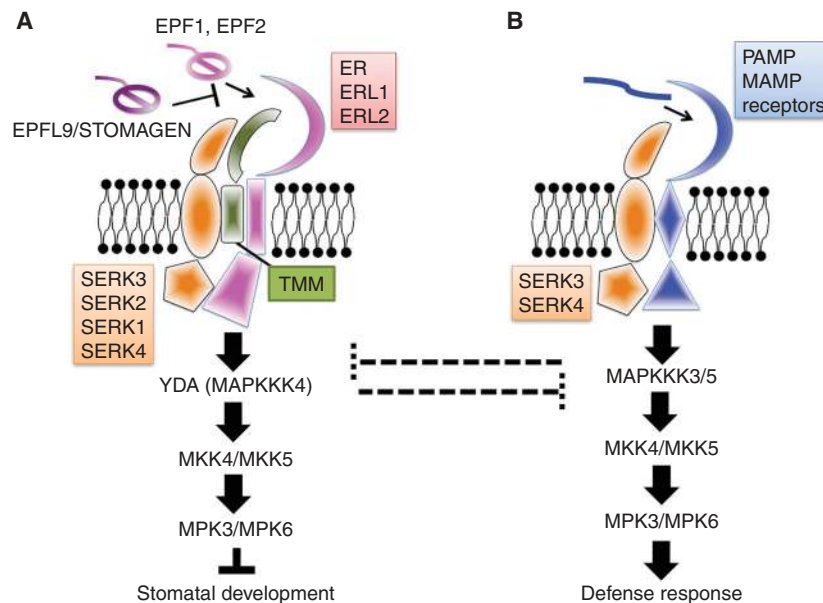 A
EPF1, EPF2
EPFL9/STOMAGEN
ER
ERL1
ERL2
SERK3
SERK2
SERK1
SERK4
TMM
YDA (MAPKKK4)
MKK4/MKK5
MPK3/MPK6
Stomatal development
B
PAMP
MAMP
receptors
SERK3
SERK4
MAPKKK3/5
MKK4/MKK5
MPK3/MPK6
Defense response